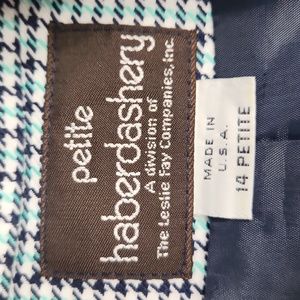 petite
haberdashery
A division of
The Leslie Fay Companies, Inc.
MADE IN
U.S.A.
14 PETITE